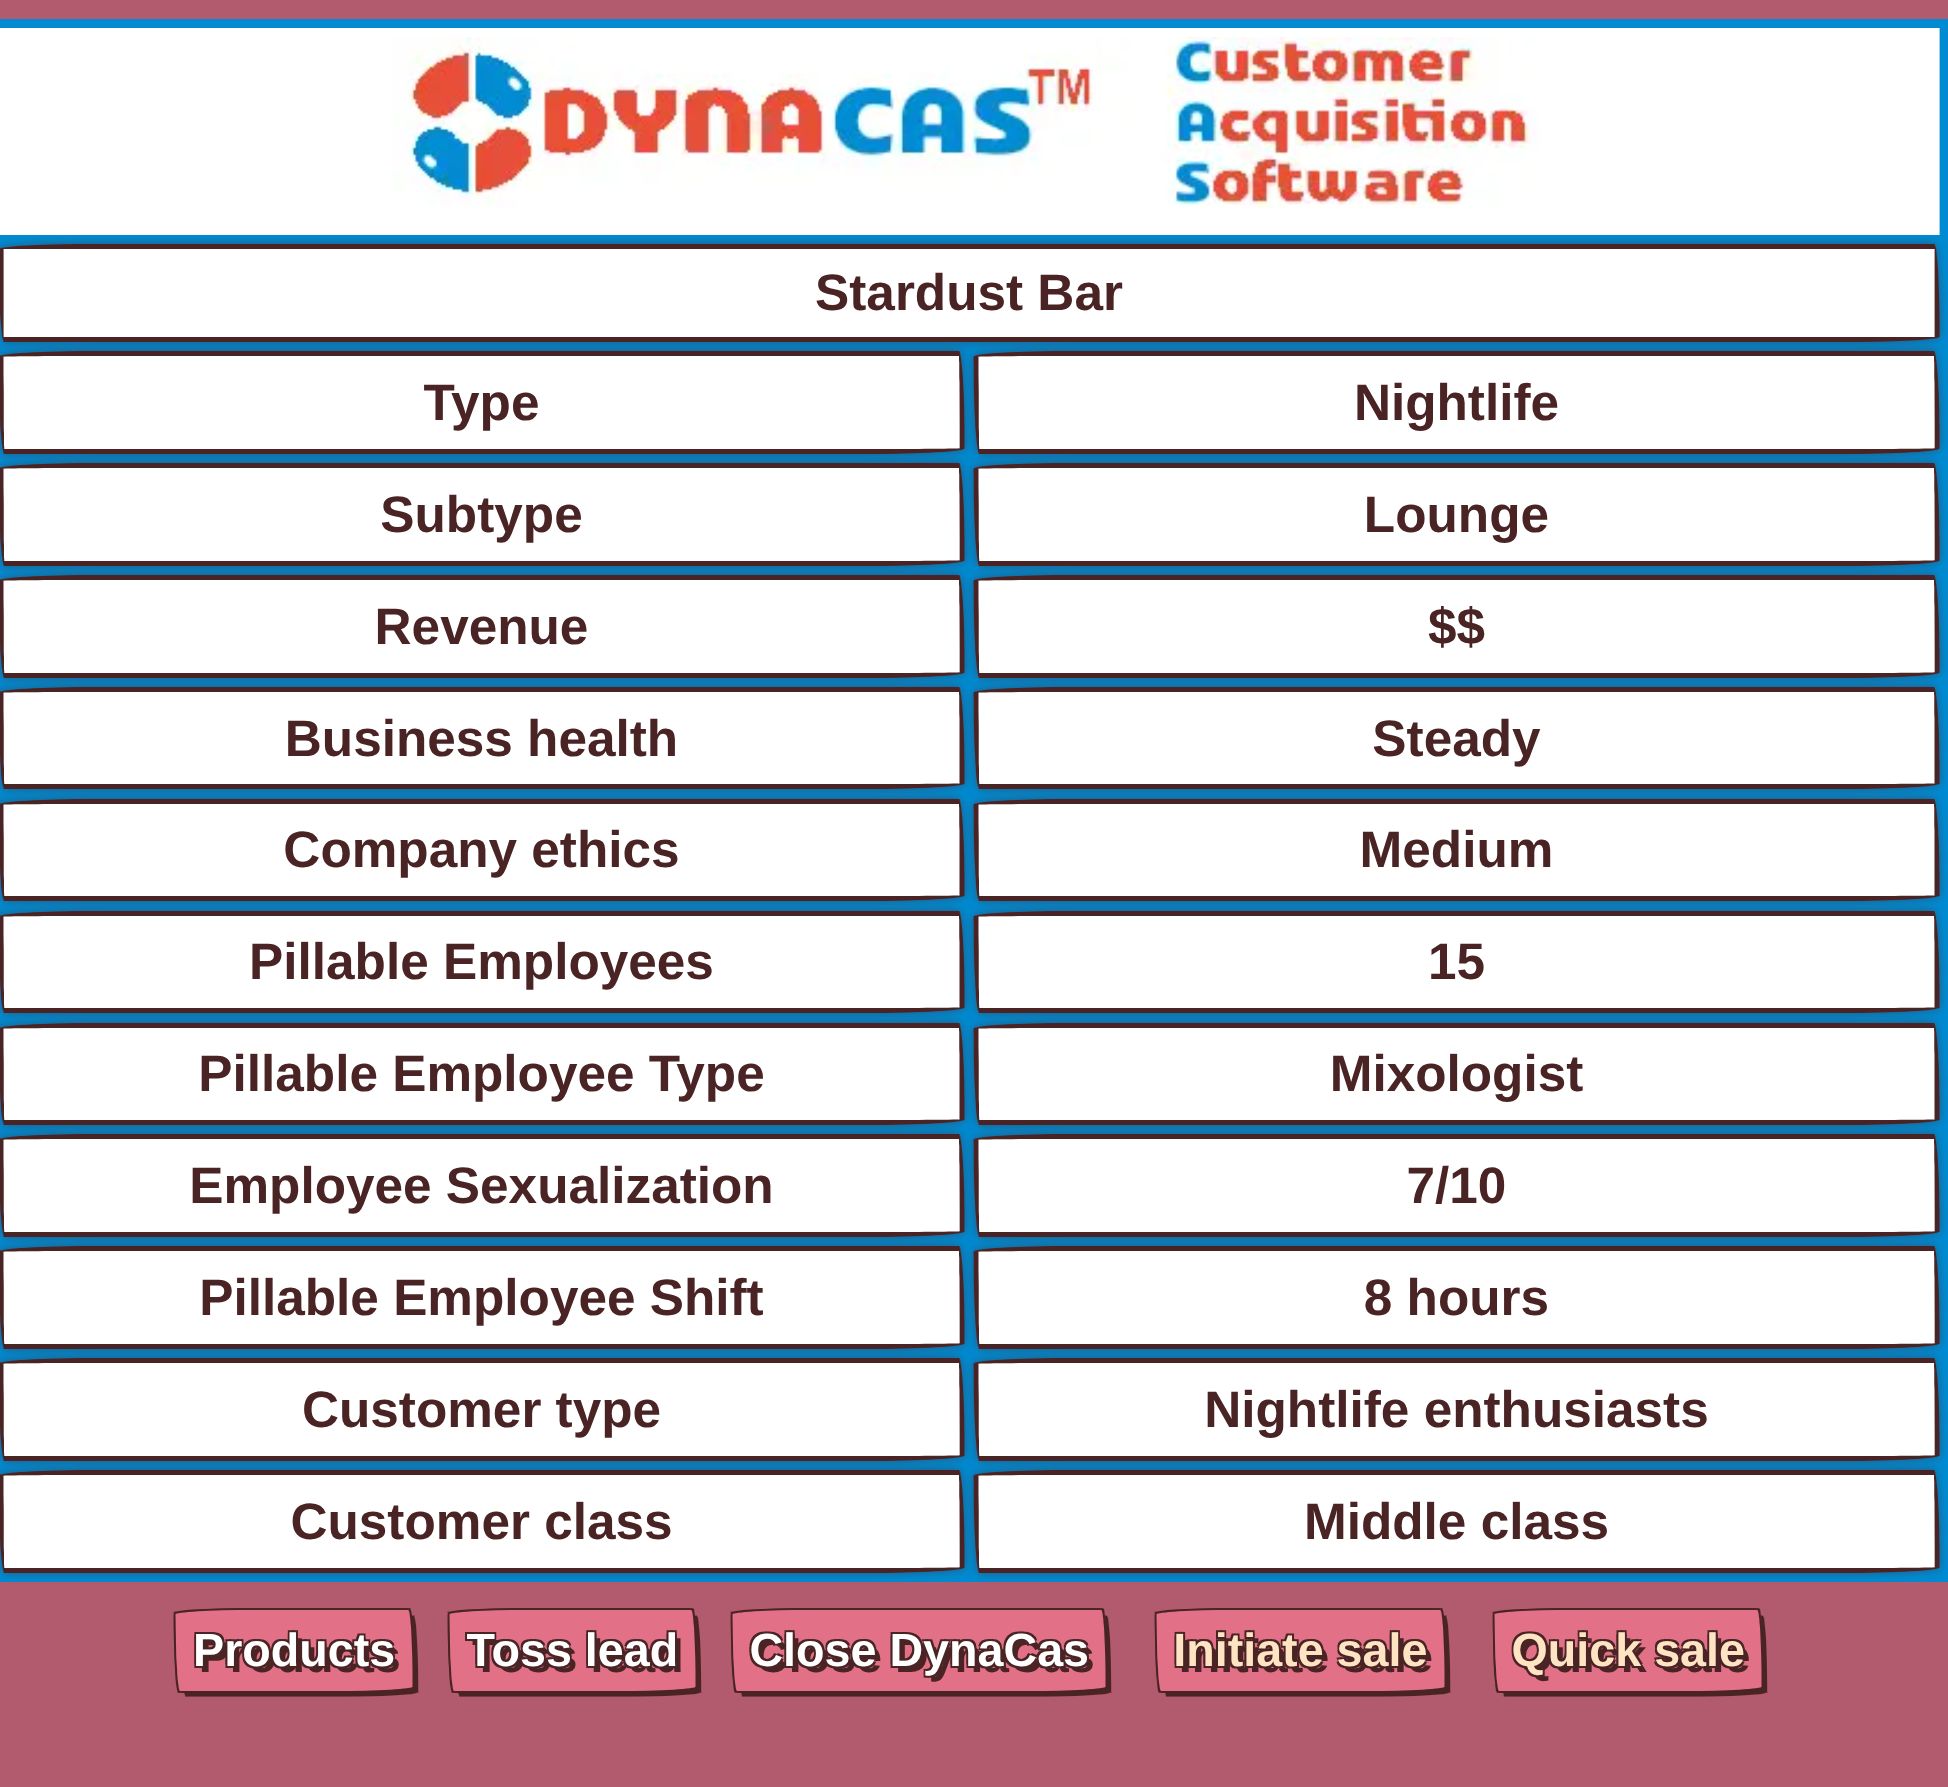 DYNACAS™
Customer
Acquisition
Software
Stardust Bar
Type Nightlife
Subtype Lounge
Revenue $$
Business health Steady
Company ethics Medium
Pillable Employees 15
Pillable Employee Type Mixologist
Employee Sexualization 7/10
Pillable Employee Shift 8 hours
Customer type Nightlife enthusiasts
Customer class Middle class
Products Toss lead Close DynaCas Initiate sale Quick sale